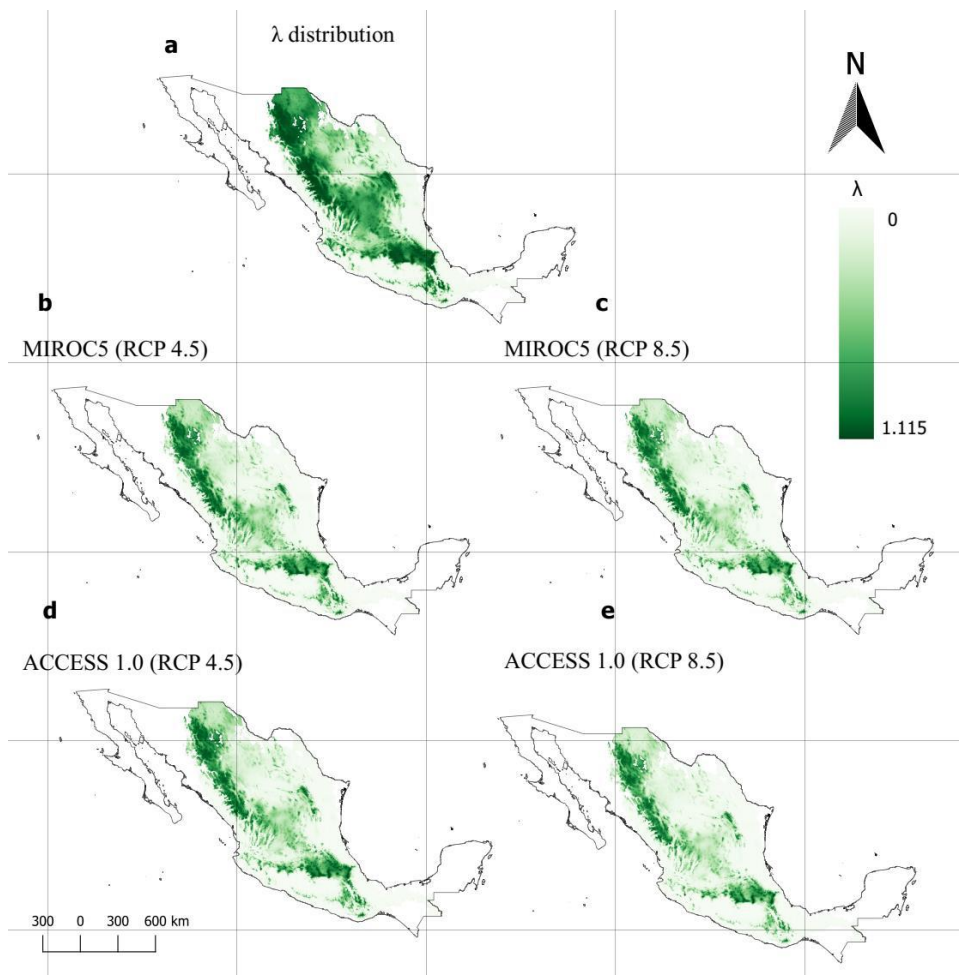 a
λ distribution
N
λ
0
1.115
b
c
MIROC5 (RCP 4.5)
MIROC5 (RCP 8.5)
d
e
ACCESS 1.0 (RCP 4.5)
ACCESS 1.0 (RCP 8.5)
300 0 300 600 km